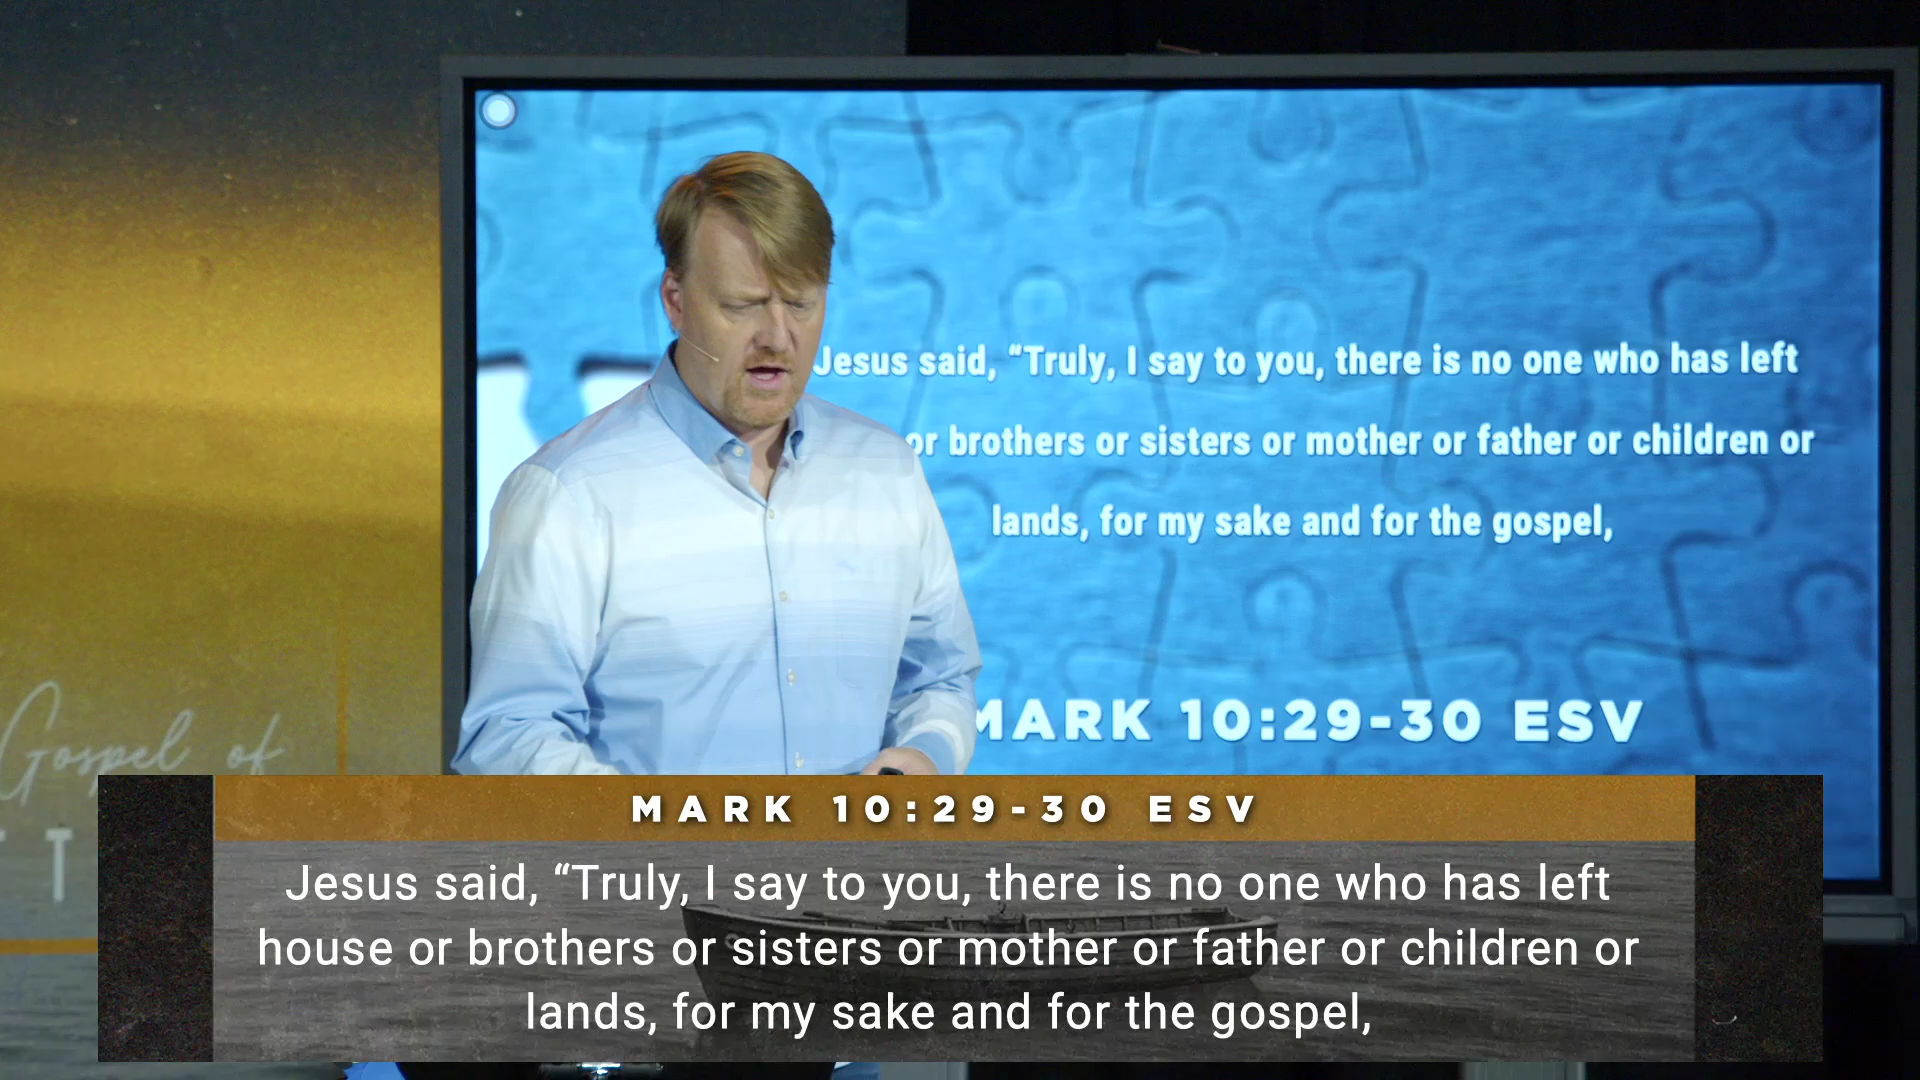 Jesus said, “Truly, I say to you, there is no one who has left
or brothers or sisters or mother or father or children or
lands, for my sake and for the gospel,
MARK 10:29-30 ESV
Gospel of
TT
MARK 10:29-30 ESV
Jesus said, “Truly, I say to you, there is no one who has left
house or brothers or sisters or mother or father or children or
lands, for my sake and for the gospel,